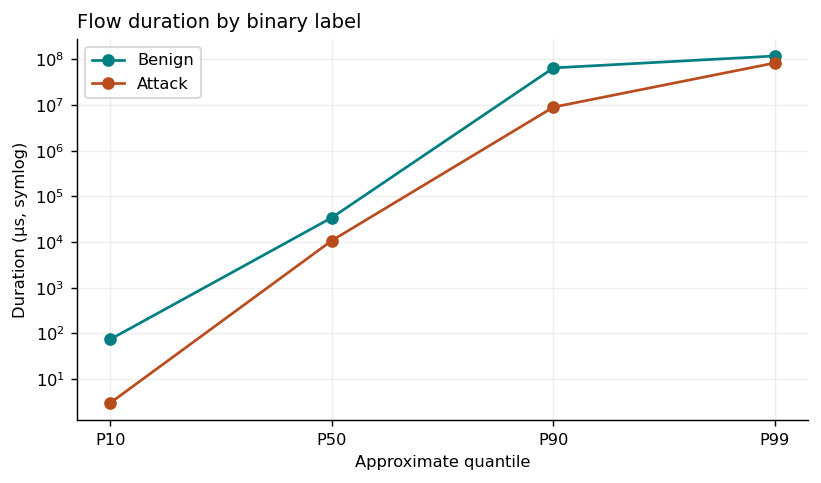 Flow duration by binary label
Benign
Attack
10⁸
10⁷
10⁶
10⁵
10⁴
10³
10²
10¹
Duration (µs, symlog)
P10 P50 P90 P99
Approximate quantile